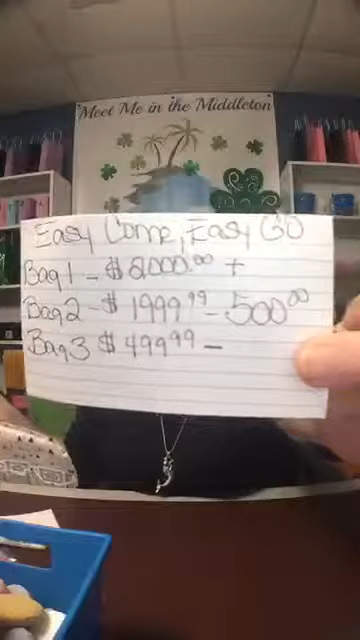 Meet Me in the Middleton
Easy Come, Easy Go
Bag 1 - $2000.00 +
Bag 2 - $ 1999.99 - 500.00
Bag 3 $ 499.99 -